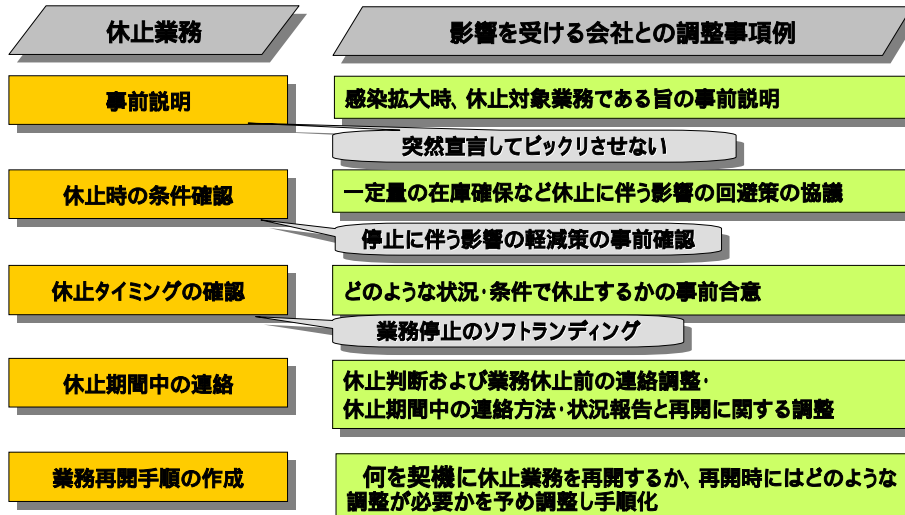 休止業務
影響を受ける会社との調整事項例
事前説明
感染拡大時、休止対象業務である旨の事前説明
突然宣言してビックリさせない
休止時の条件確認
一定量の在庫確保など休止に伴う影響の回避策の協議
停止に伴う影響の軽減策の事前確認
休止タイミングの確認
どのような状況・条件で休止するかの事前合意
業務停止のソフトランディング
休止期間中の連絡
休止判断および業務休止前の連絡調整・
休止期間中の連絡方法・状況報告と再開に関する調整
業務再開手順の作成
何を契機に休止業務を再開するか、再開時にはどのような
調整が必要かを予め調整し手順化